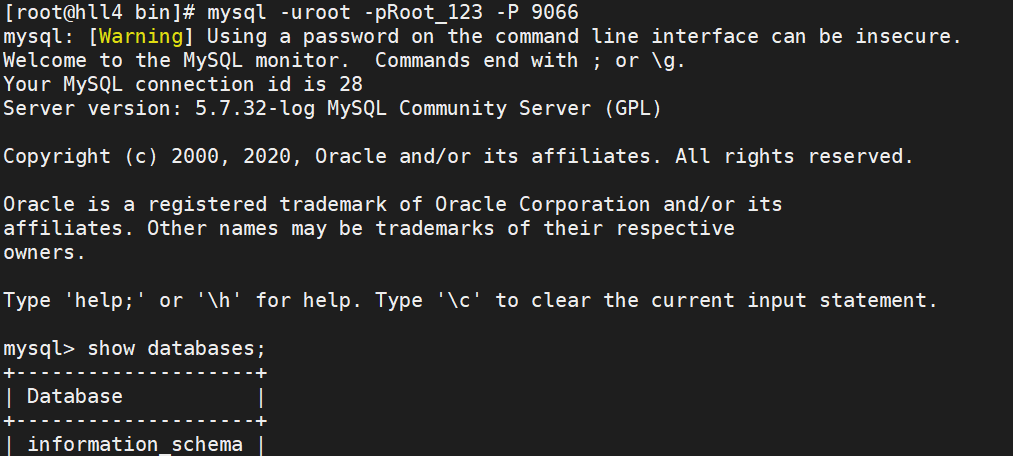 [root@hll4 bin]# mysql -uroot -pRoot_123 -P 9066
mysql: [Warning] Using a password on the command line interface can be insecure.
Welcome to the MySQL monitor.  Commands end with ; or \g.
Your MySQL connection id is 28
Server version: 5.7.32-log MySQL Community Server (GPL)

Copyright (c) 2000, 2020, Oracle and/or its affiliates. All rights reserved.

Oracle is a registered trademark of Oracle Corporation and/or its
affiliates. Other names may be trademarks of their respective
owners.

Type 'help;' or '\h' for help. Type '\c' to clear the current input statement.

mysql> show databases;
+--------------------+
| Database           |
+--------------------+
| information_schema |